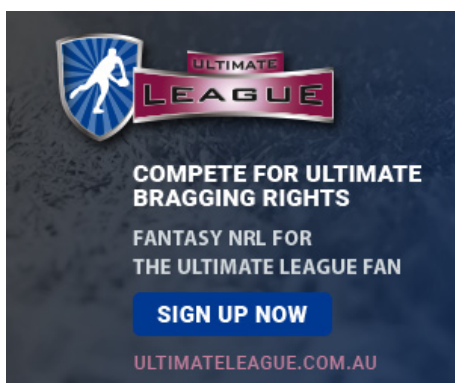 ULTIMATE
LEAGUE
COMPETE FOR ULTIMATE
BRAGGING RIGHTS
FANTASY NRL FOR
THE ULTIMATE LEAGUE FAN
SIGN UP NOW
ULTIMATELEAGUE.COM.AU